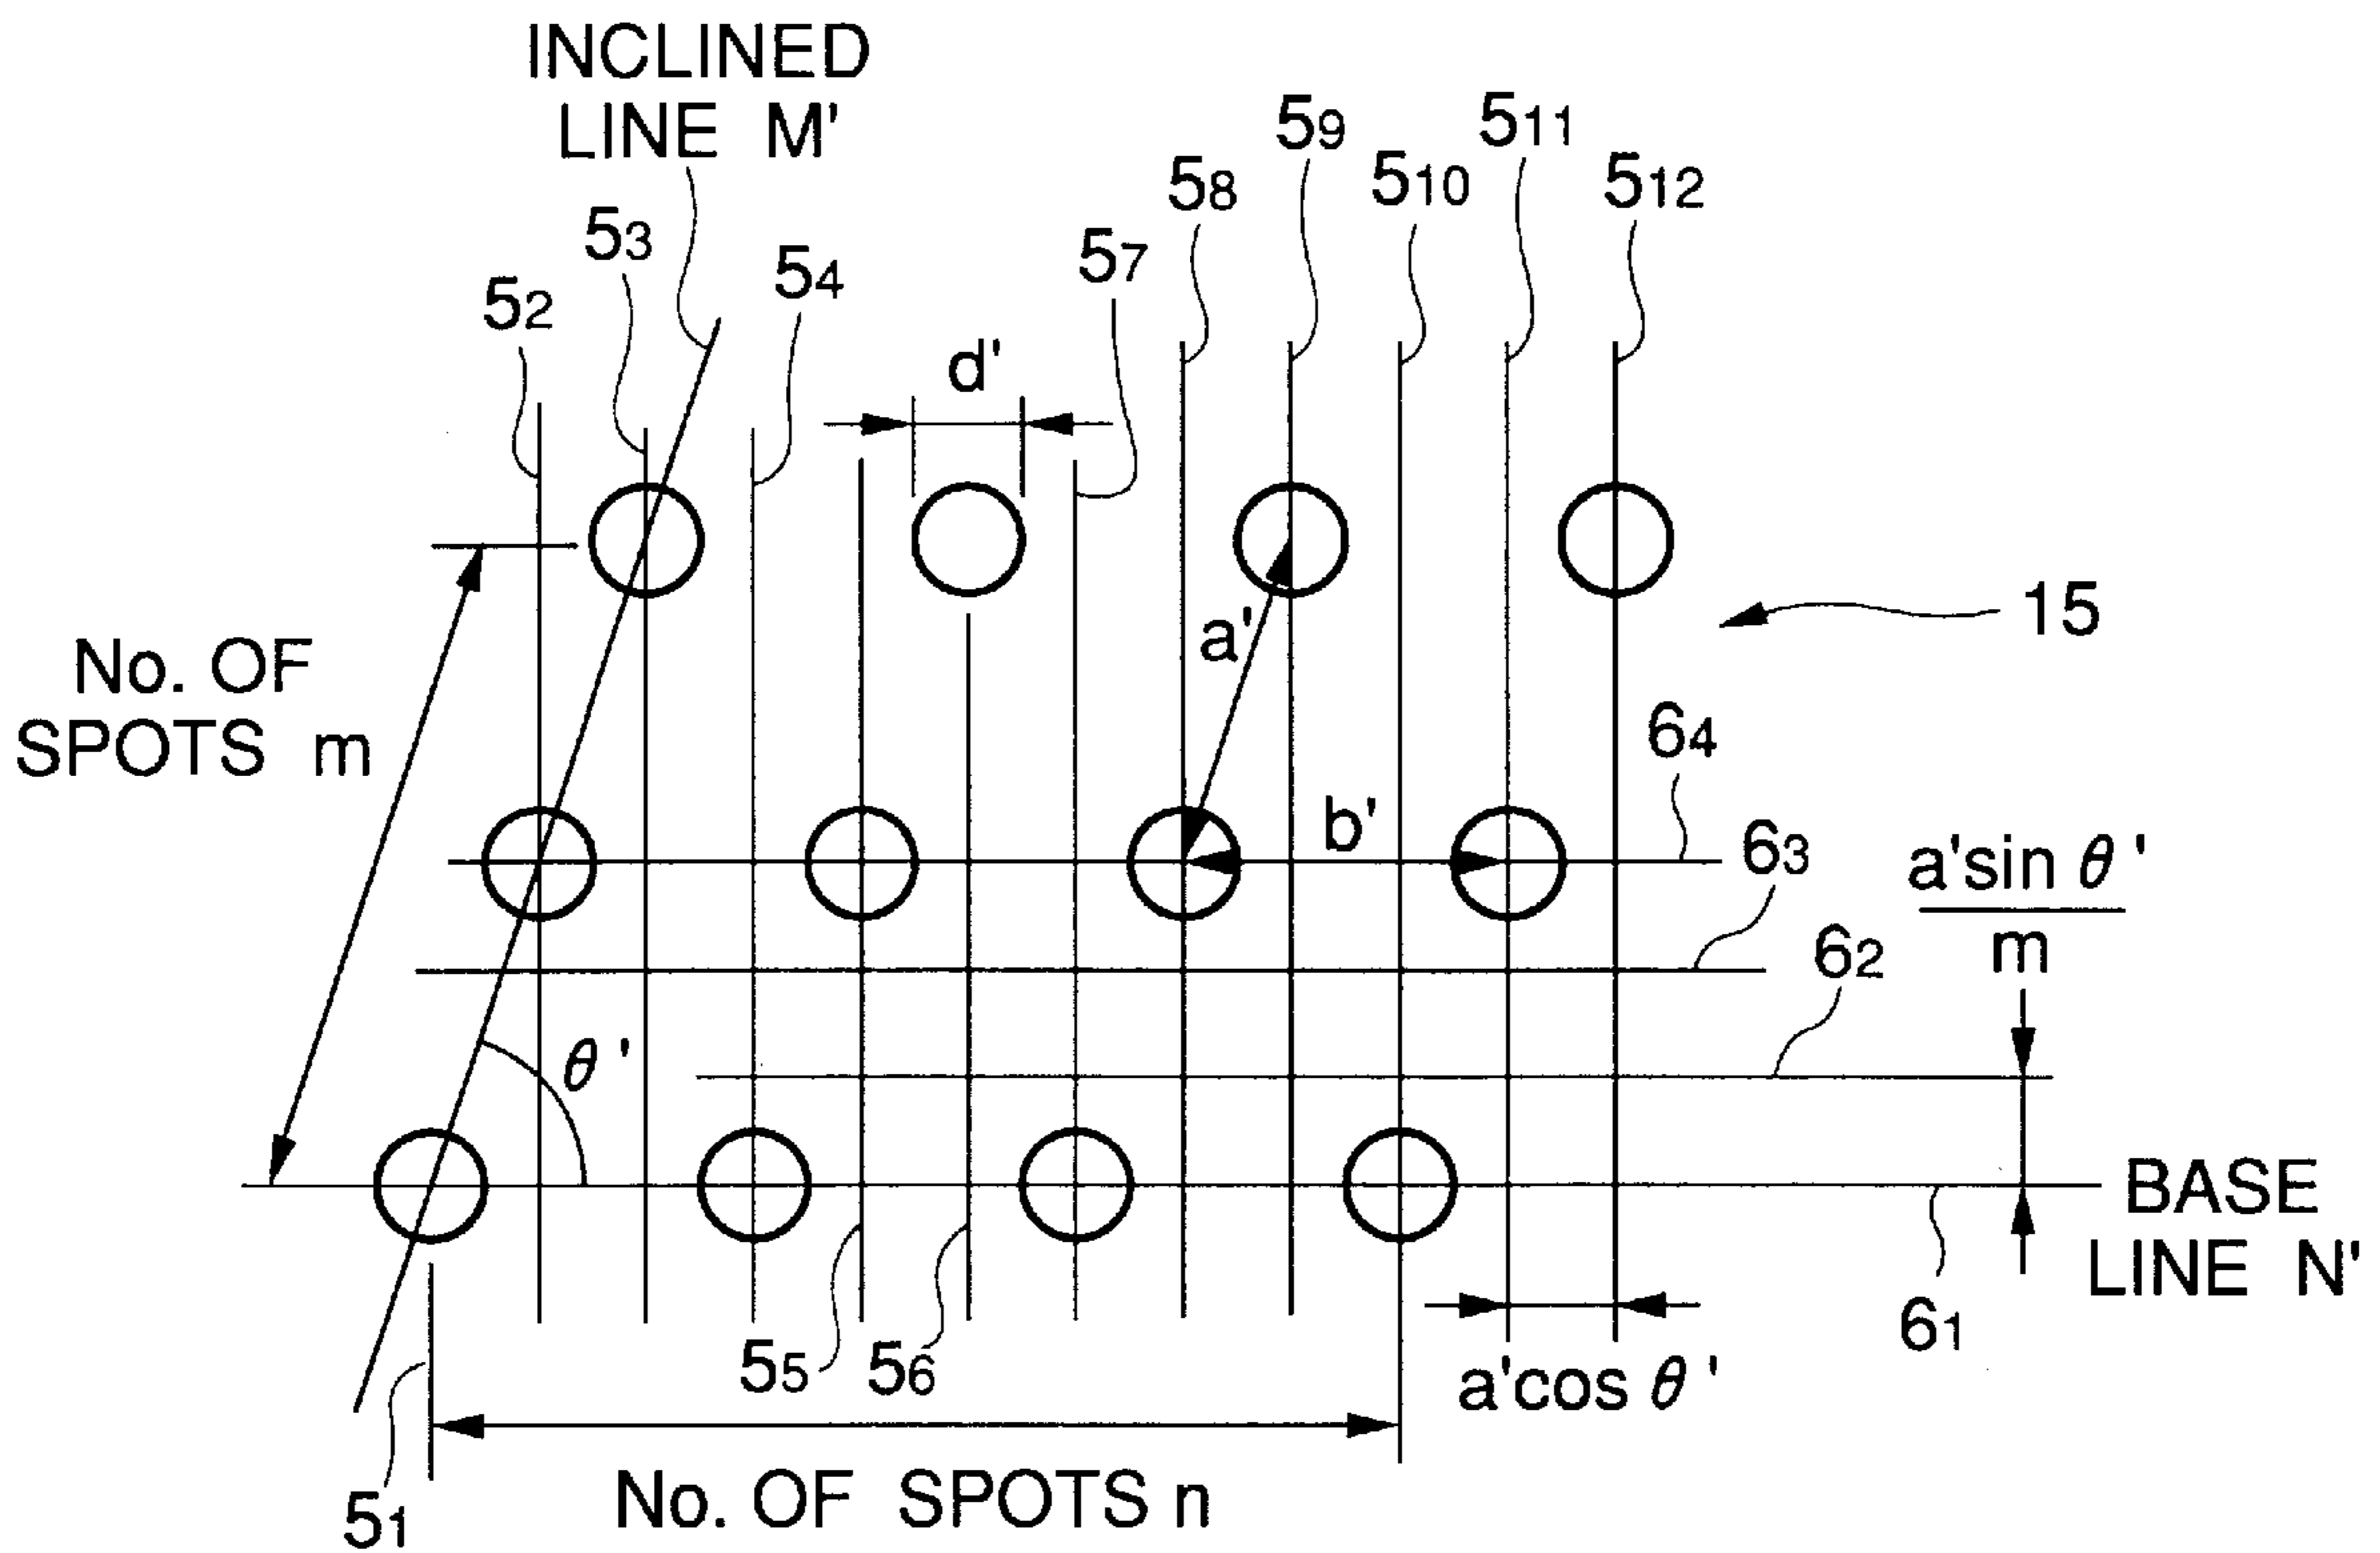 INCLINED
LINE M'
5₉
5₁₁
5₈
5₁₀
5₁₂
5₃
5₄
5₇
5₂
d'
15
a'
No. OF
SPOTS m
6₄
b'
6₃
a'sin θ'
m
6₂
θ'
BASE
LINE N'
6₁
5₅
5₆
a'cos θ'
No. OF SPOTS n
5₁